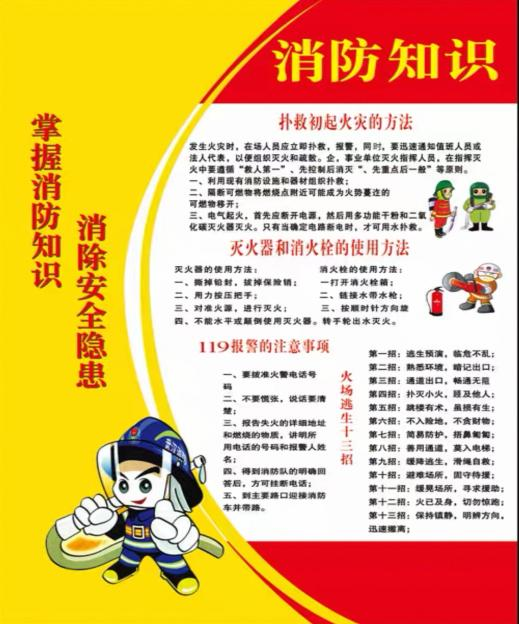 消防知识
掌握消防知识
消除安全隐患
扑救初起火灾的方法
发生火灾时，在场人员应立即扑救，报警，同时，要迅速通知值班人员或
法人代表，以便组织灭火和疏散。企，事业单位灭火指挥人员，在指挥灭
火中要遵循“救人第一”、先控制后消灭”、“先重点后一般”等原则。
一、利用现有消防设施和器材组织扑救；
二、隔断可燃物将燃烧点附近可能成为火势蔓迕的
可燃物移开；
三、电气起火，首先应断开电源，然后用多功能干粉和二氧
化碳灭火器灭火。只有当确定电路断电时，才可用水扑救。
灭火器和消火栓的使用方法
灭火器的使用方法：
一、撕掉铅封，拔掉保险销；
二、用力按压把手；
三、对准火源，进行灭火；
四、不能水平或颠倒使用灭火器。
消火栓的使用方法：
一打开消火栓箱；
二、链接水带水枪；
三、按顺时针方向旋
转手轮出水灭火。
119报警的注意事项
一、要拨准火警电话号
码
二、不要慌张，说话要清
楚；
三、报告失火的详细地址
和燃烧的物质，讲明所
用电话的号码和报警人姓
名；
四、得到消防队的明确回
答后，方可挂断电话；
五、到主要路口迎接消防
车并带路。
火场逃生十三招
第一招：逃生预演，临危不乱；
第二招：熟悉环境，暗记出口；
第三招：通道出口，畅通无阻
第四招：扑灭小火，顾及他人；
第五招：跳楼有术，虽损有生；
第六招：不入险地，不贪财物；
第七招：简易防护，捂鼻匍匐；
第八招：善用通道，莫入电梯；
第九招：缓降逃生，滑绳自救；
第十招：避难场所，固守待援；
第十一招：缓晃场所，寻求援助；
第十二招：火已及身，切勿惊跑；
第十三招：保持镇静，明辨方向，
迅速撤离；